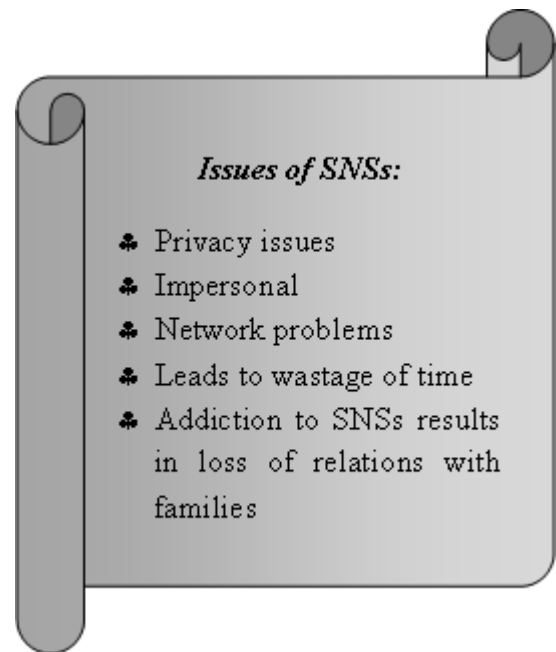 Issues of SNSs:
♣ Privacy issues
♣ Impersonal
♣ Network problems
♣ Leads to wastage of time
♣ Addiction to SNSs results
in loss of relations with
families